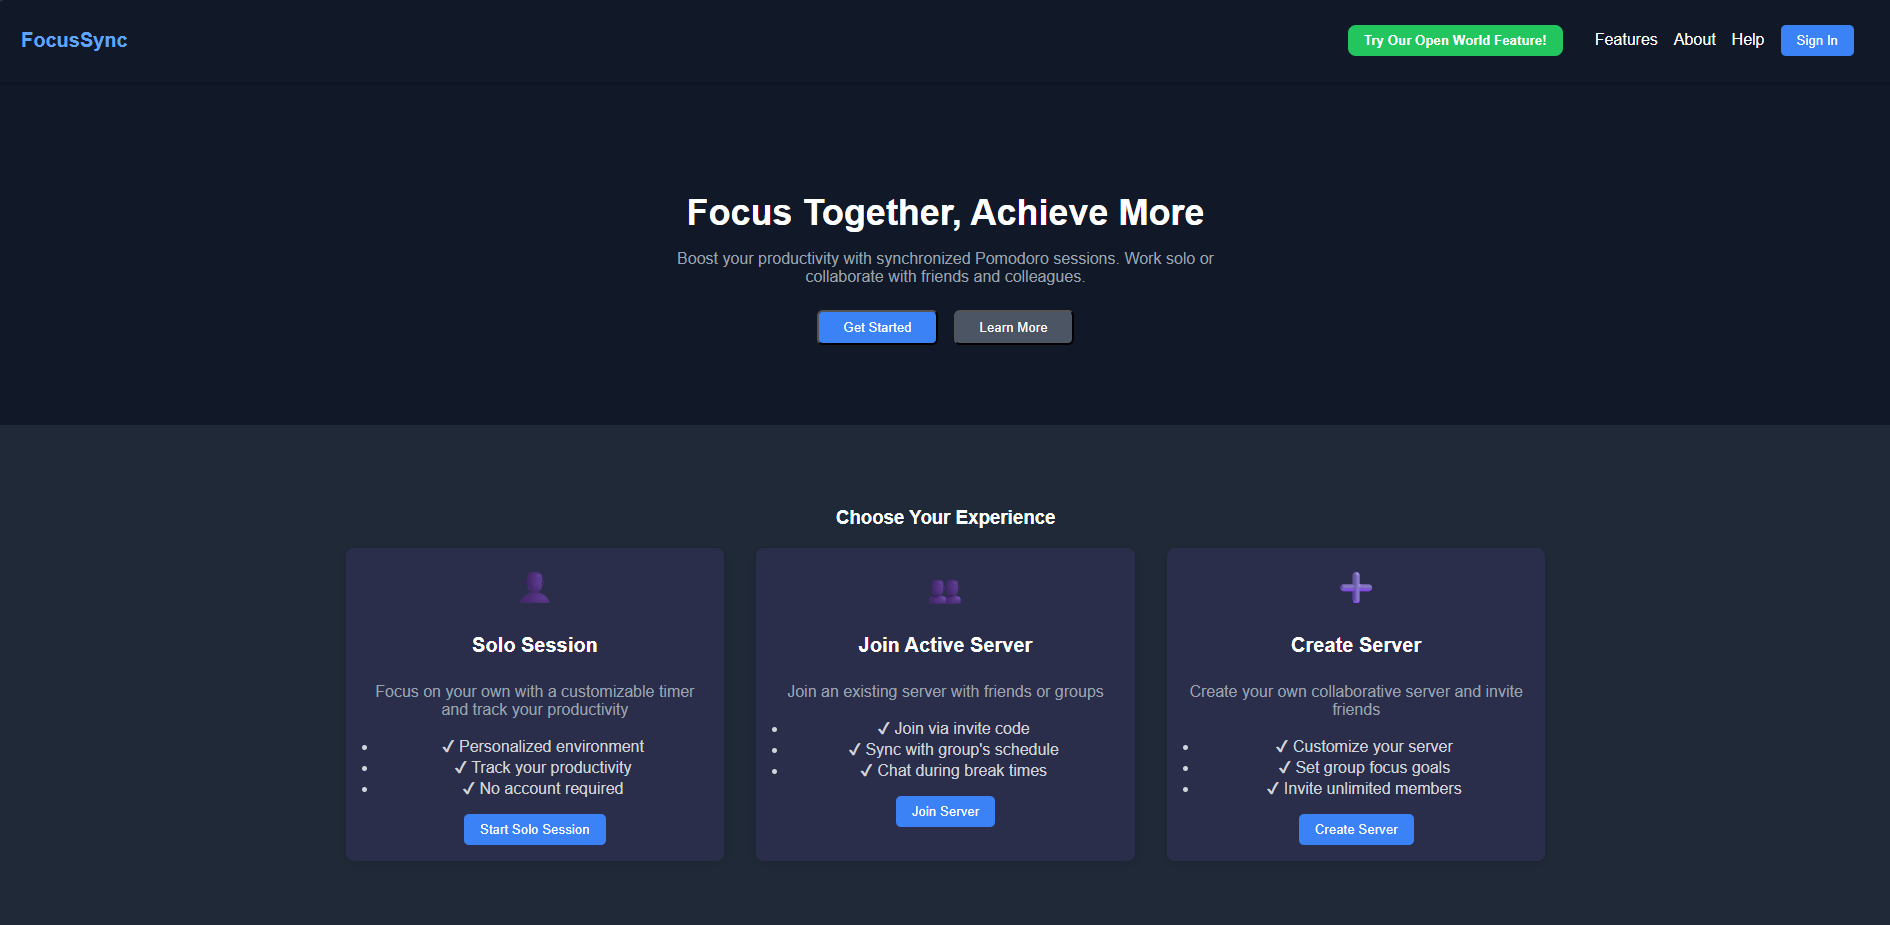 FocusSync
Try Our Open World Feature!
Features
About
Help
Sign In
Focus Together, Achieve More
Boost your productivity with synchronized Pomodoro sessions. Work solo or
collaborate with friends and colleagues.
Get Started
Learn More
Choose Your Experience
Solo Session
Focus on your own with a customizable timer
and track your productivity
• ✓ Personalized environment
• ✓ Track your productivity
• ✓ No account required
Start Solo Session
Join Active Server
Join an existing server with friends or groups
• ✓ Join via invite code
• ✓ Sync with group's schedule
• ✓ Chat during break times
Join Server
Create Server
Create your own collaborative server and invite
friends
• ✓ Customize your server
• ✓ Set group focus goals
• ✓ Invite unlimited members
Create Server